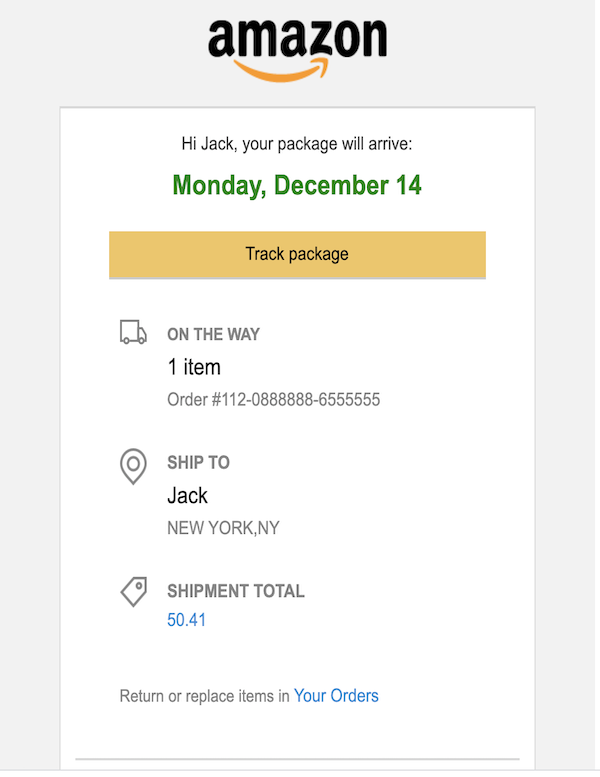 amazon
Hi Jack, your package will arrive:
Monday, December 14
Track package
ON THE WAY
1 item
Order #112-0888888-6555555
SHIP TO
Jack
NEW YORK,NY
SHIPMENT TOTAL
50.41
Return or replace items in Your Orders